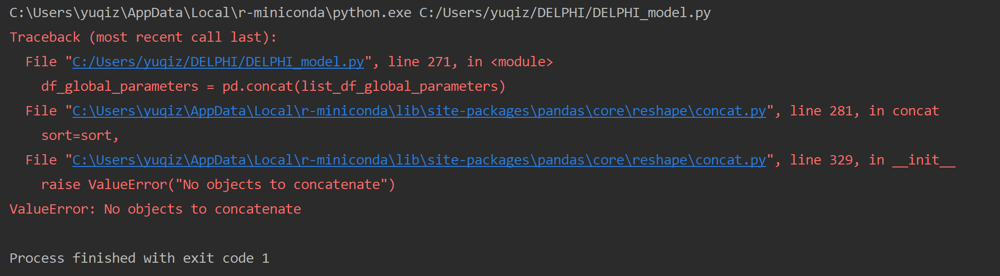 C:\Users\yuqiz\AppData\Local\r-miniconda\python.exe C:/Users/yuqiz/DELPHI/DELPHI_model.py
Traceback (most recent call last):
  File "C:/Users/yuqiz/DELPHI/DELPHI_model.py", line 271, in <module>
    df_global_parameters = pd.concat(list_df_global_parameters)
  File "C:\Users\yuqiz\AppData\Local\r-miniconda\lib\site-packages\pandas\core\reshape\concat.py", line 281, in concat
    sort=sort,
  File "C:\Users\yuqiz\AppData\Local\r-miniconda\lib\site-packages\pandas\core\reshape\concat.py", line 329, in __init__
    raise ValueError("No objects to concatenate")
ValueError: No objects to concatenate

Process finished with exit code 1